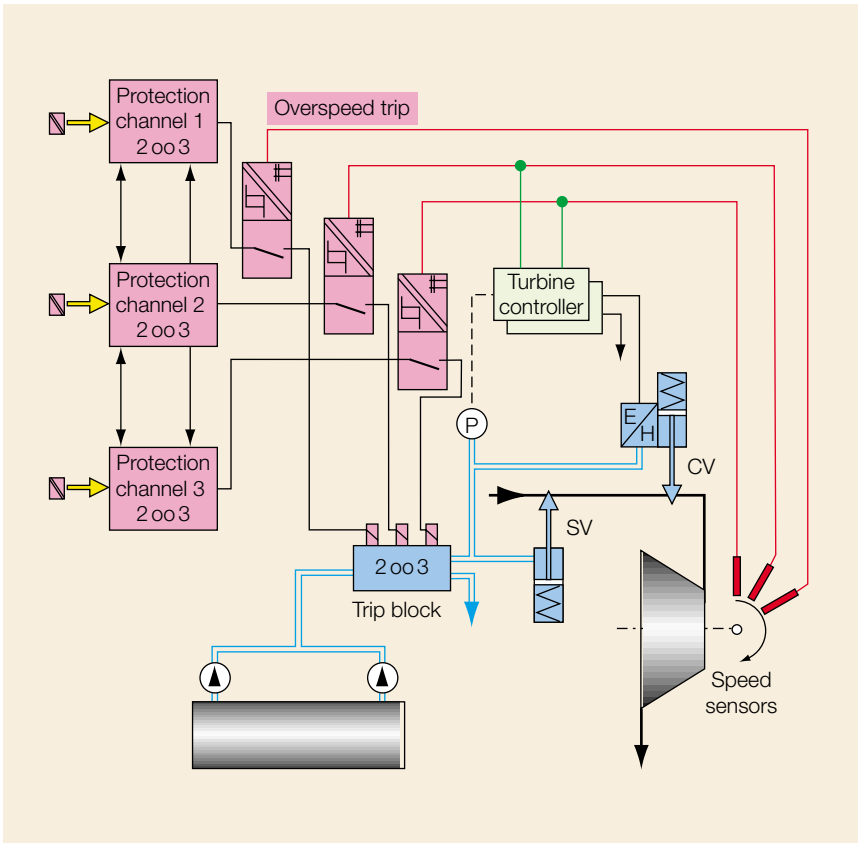 Protection
channel 1
2 oo 3
Overspeed trip
Protection
channel 2
2 oo 3
Turbine
controller
P
E
H
CV
Protection
channel 3
2 oo 3
SV
2 oo 3
Trip block
Speed
sensors